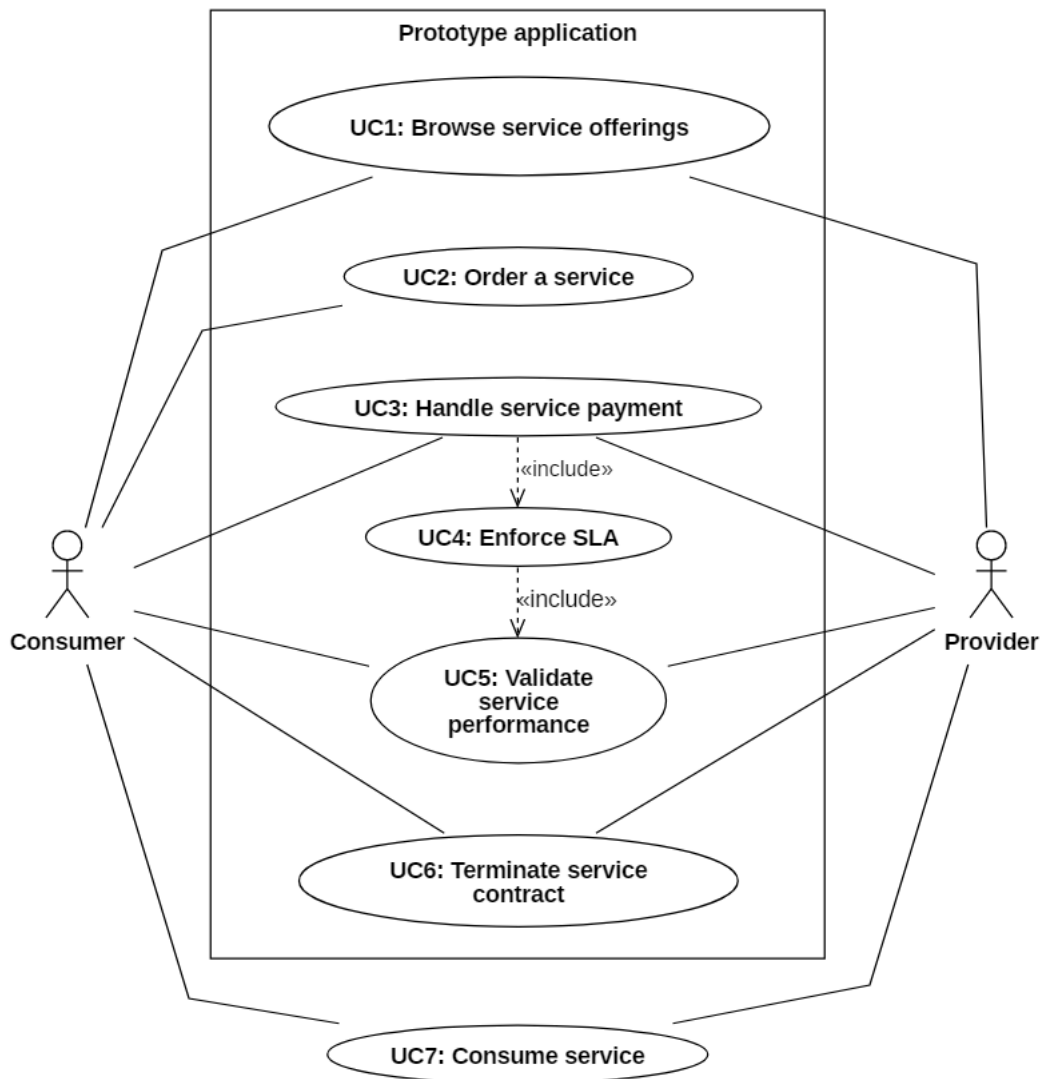 Prototype application
UC1: Browse service offerings
UC2: Order a service
UC3: Handle service payment
«include»
UC4: Enforce SLA
«include»
Consumer
Provider
UC5: Validate
service
performance
UC6: Terminate service
contract
UC7: Consume service